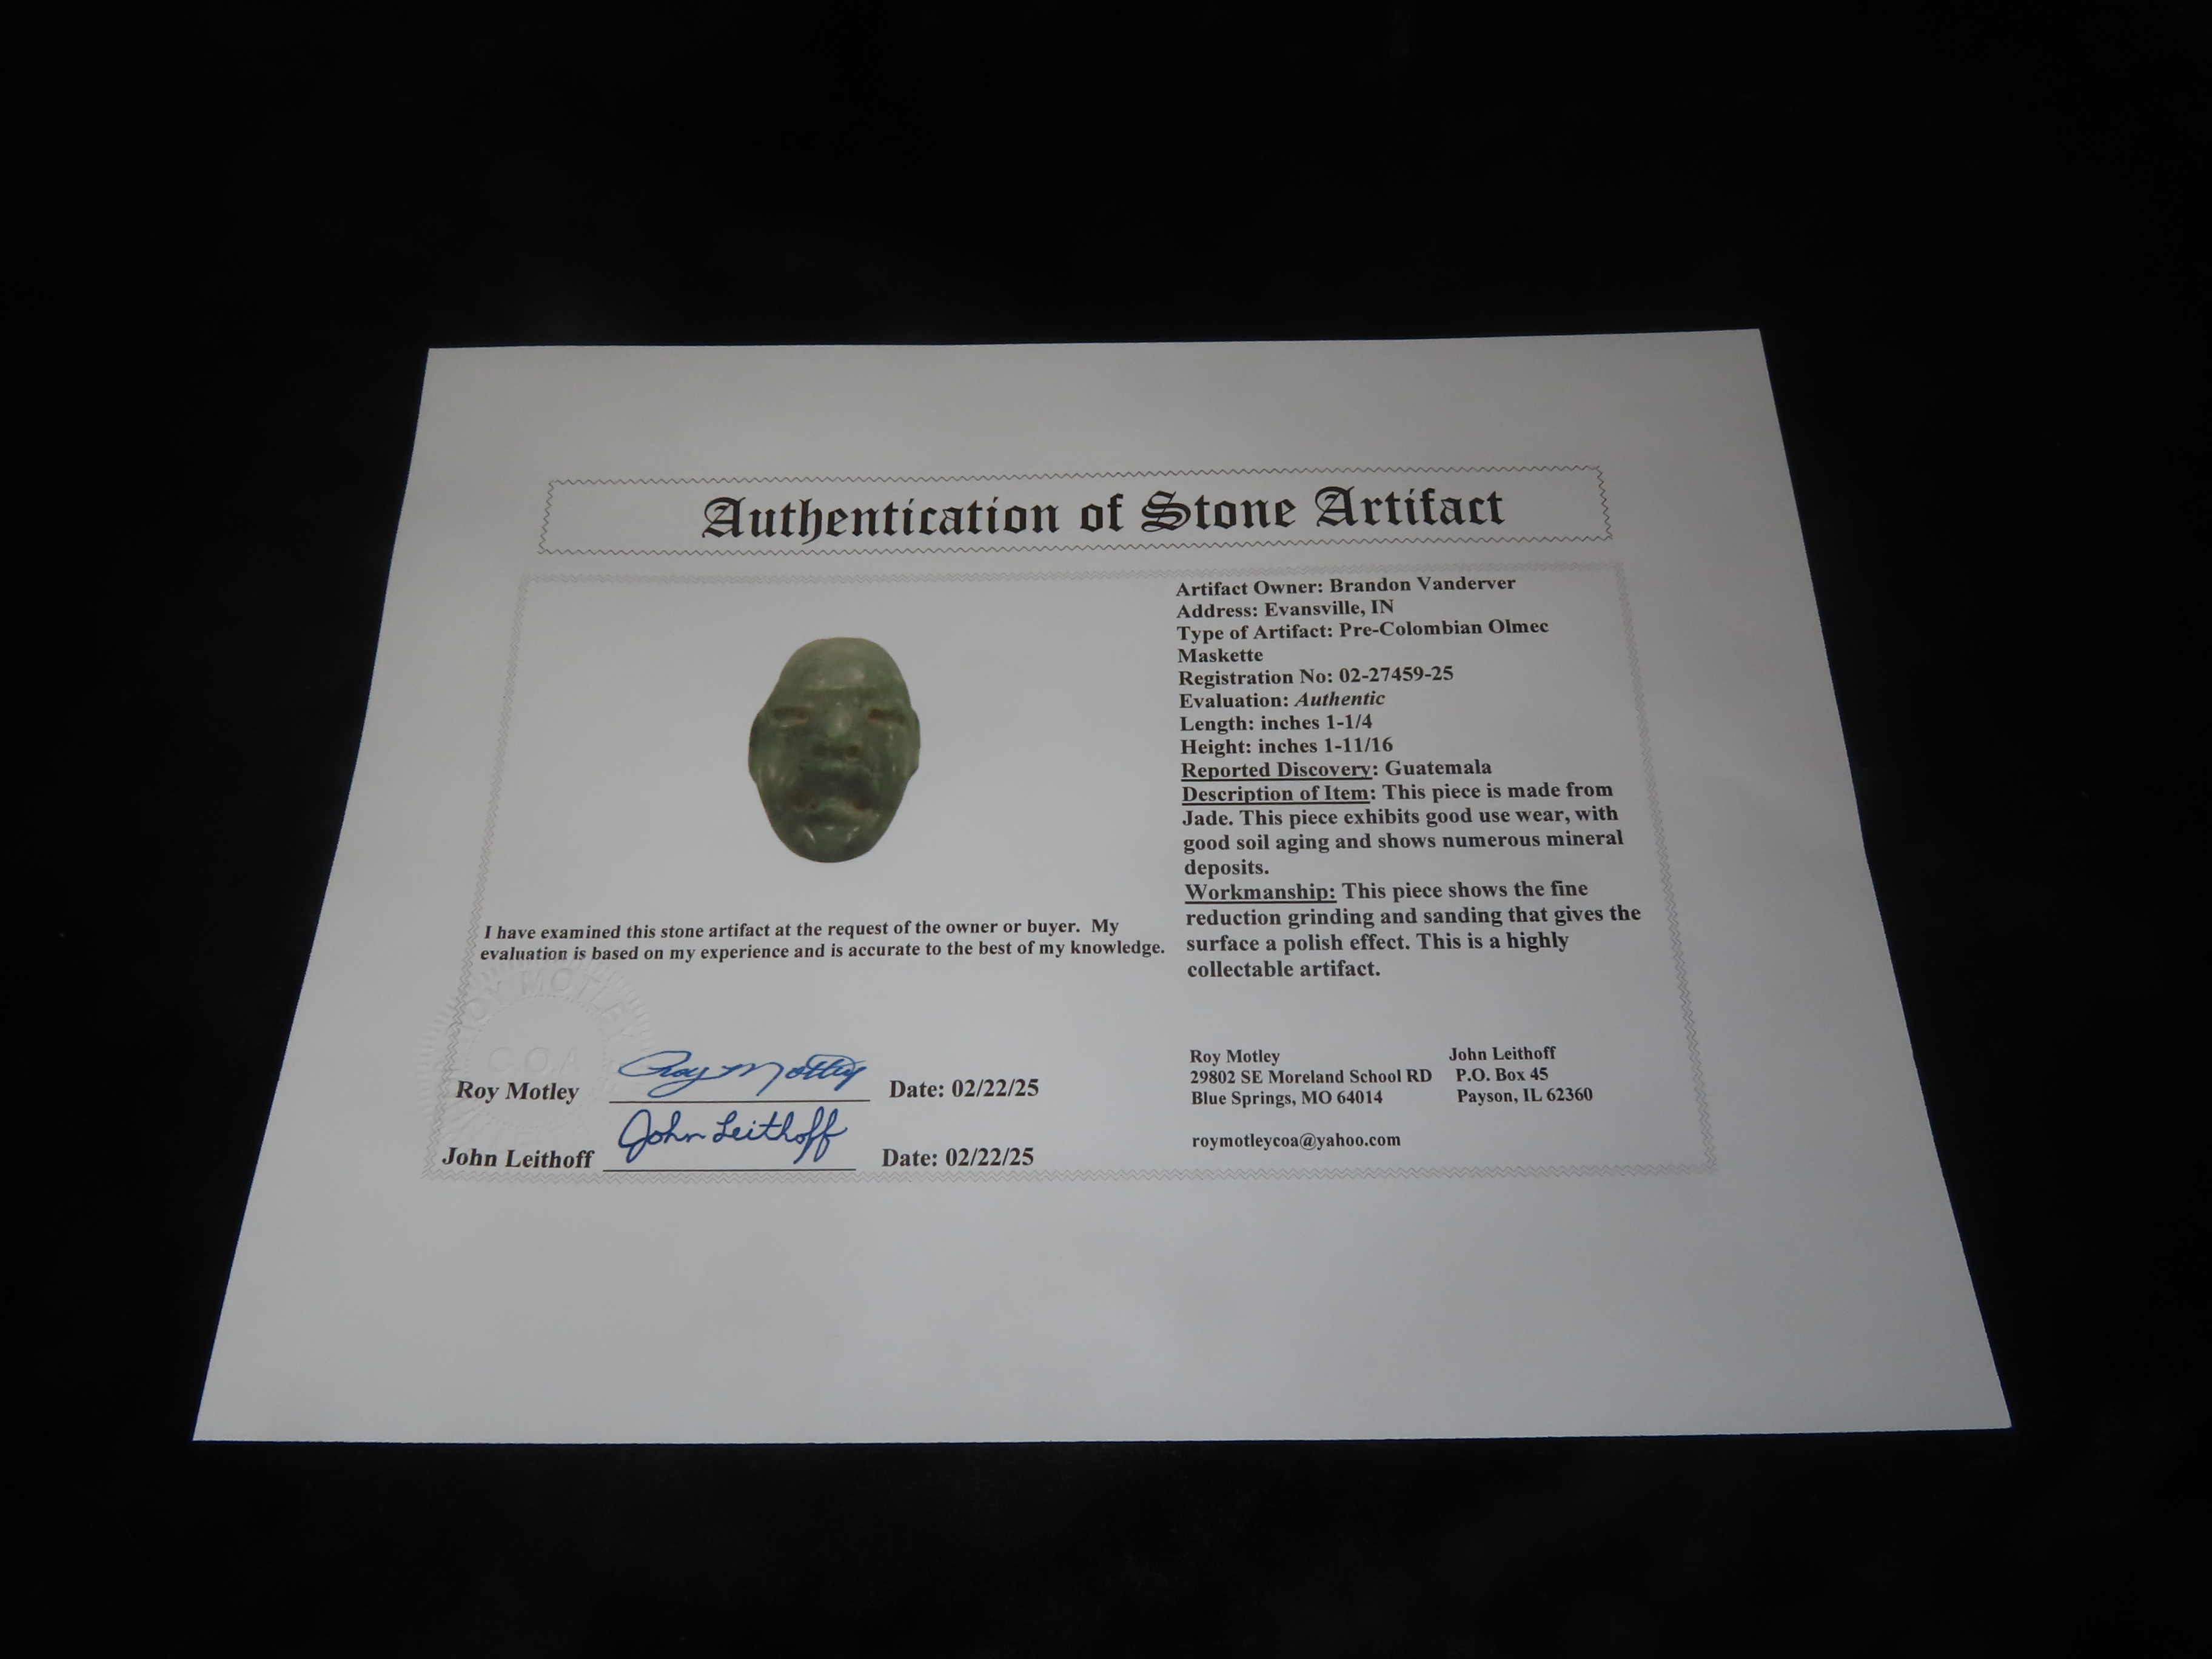 Authentication of Stone Artifact
Artifact Owner: Brandon Vanderver
Address: Evansville, IN
Type of Artifact: Pre-Colombian Olmec
Maskette
Registration No: 02-27459-25
Evaluation: Authentic
Length: inches 1-1/4
Height: inches 1-11/16
Reported Discovery: Guatemala
Description of Item: This piece is made from
Jade. This piece exhibits good use wear, with
good soil aging and shows numerous mineral
deposits.
Workmanship: This piece shows the fine
reduction grinding and sanding that gives the
surface a polish effect. This is a highly
collectable artifact.
I have examined this stone artifact at the request of the owner or buyer. My
evaluation is based on my experience and is accurate to the best of my knowledge.
ROY MOTLEY
COA
Roy Motley Roy Motley Date: 02/22/25
John Leithoff John Leithoff Date: 02/22/25
Roy Motley John Leithoff
29802 SE Moreland School RD P.O. Box 45
Blue Springs, MO 64014 Payson, IL 62360
roymotleycoa@yahoo.com